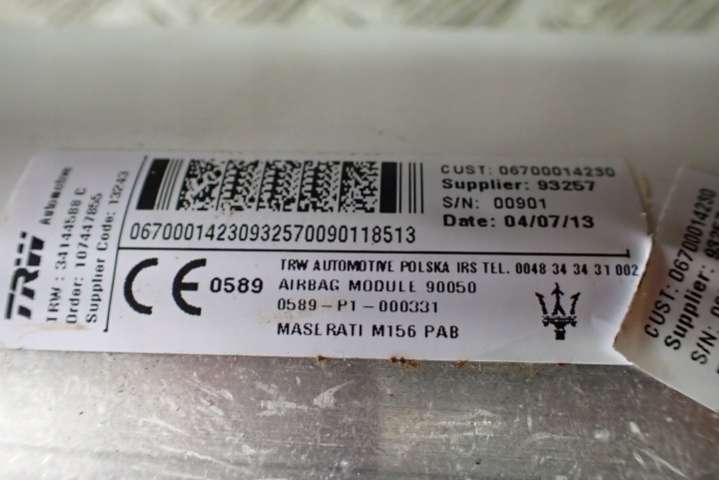 TRW Automotive
TRW: 34144588 C
Order: 107447855
Supplier Code: 13243
CUST: 06700014230
Supplier: 93257
S/N: 00901
Date: 04/07/13
06700014230932570090118513
CE 0589
TRW AUTOMOTIVE POLSKA IRS TEL. 0048 34 34 31 002
AIRBAG MODULE 90050
0589-P1-000331
MASERATI M156 PAB
CUST: 06700014230
Supplier:
S/N: